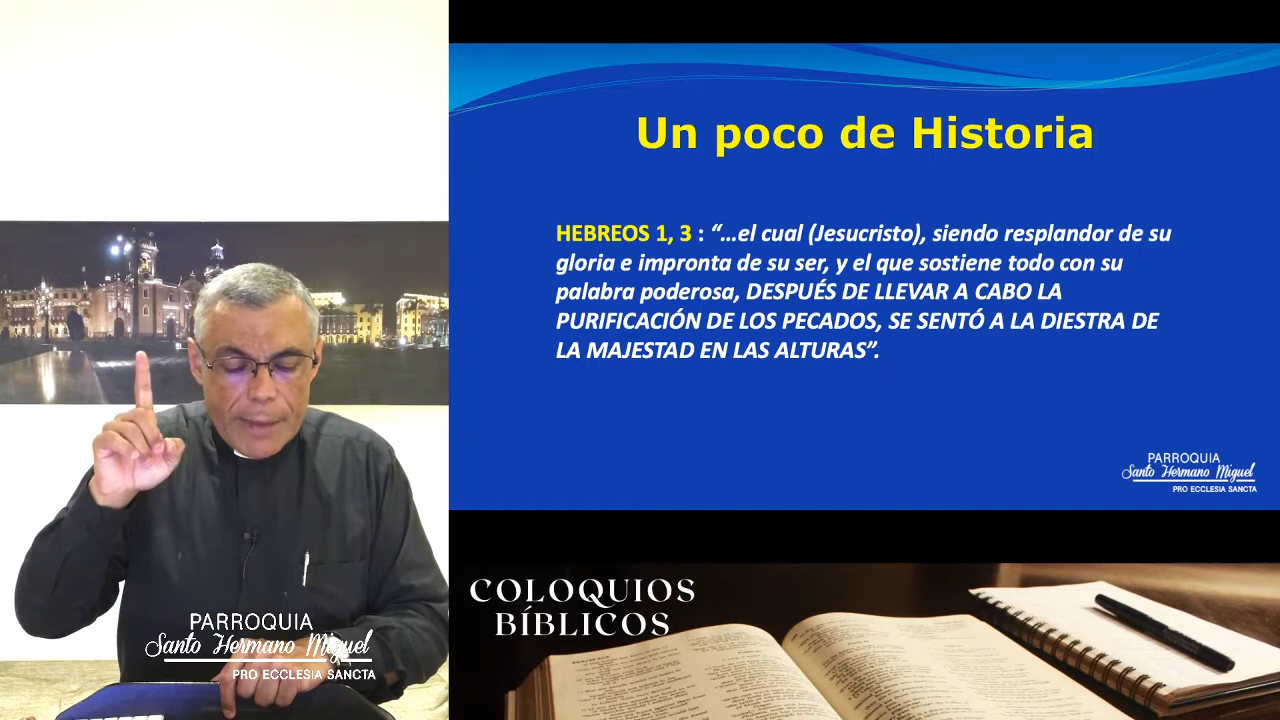 Un poco de Historia
HEBREOS 1, 3 : “…el cual (Jesucristo), siendo resplandor de su
gloria e impronta de su ser, y el que sostiene todo con su
palabra poderosa, DESPUÉS DE LLEVAR A CABO LA
PURIFICACIÓN DE LOS PECADOS, SE SENTÓ A LA DIESTRA DE
LA MAJESTAD EN LAS ALTURAS”.
PARROQUIA
Santo Hermano Miguel
PRO ECCLESIA SANCTA
COLOQUIOS
BÍBLICOS
PARROQUIA
Santo Hermano Miguel
PRO ECCLESIA SANCTA